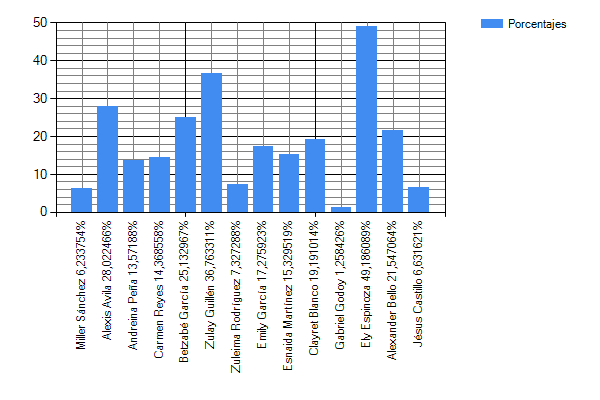 50
40
30
20
10
0
Porcentajes
Miller Sánchez 6,233754%
Alexis Avila 28,022466%
Andreina Peña 13,57188%
Carmen Reyes 14,368558%
Betzabé García 25,132967%
Zulay Guillén 36,763311%
Zuleima Rodríguez 7,327288%
Emily García 17,275923%
Esnaida Martínez 15,329519%
Clayret Blanco 19,191014%
Gabriel Godoy 1,258426%
Ely Espinoza 49,186089%
Alexander Bello 21,547064%
Jésus Castillo 6,631621%